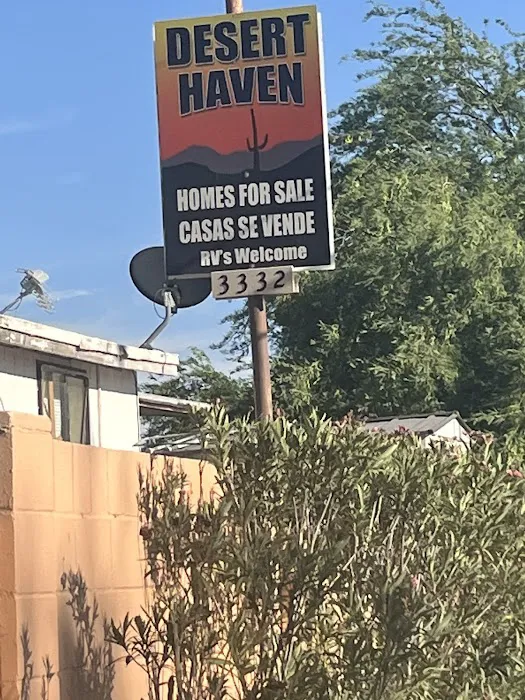 DESERT
HAVEN
HOMES FOR SALE
CASAS SE VENDE
RV's Welcome
3332